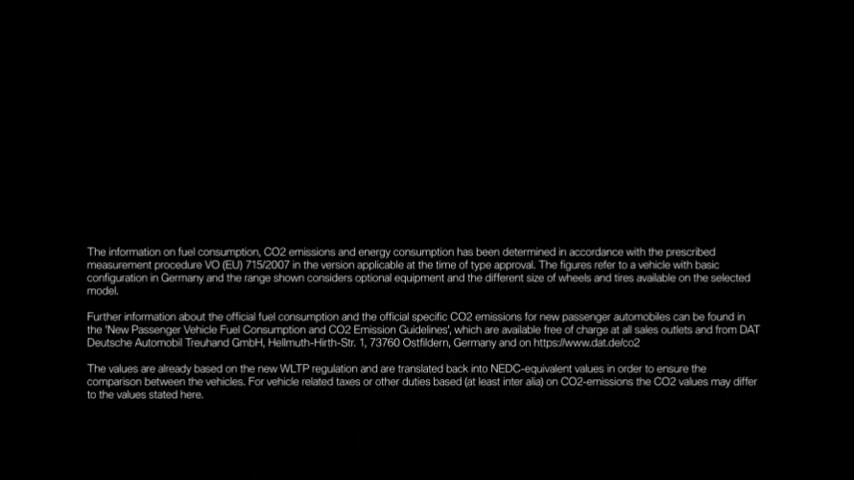 The information on fuel consumption, CO2 emissions and energy consumption has been determined in accordance with the prescribed
measurement procedure VO (EU) 715/2007 in the version applicable at the time of type approval. The figures refer to a vehicle with basic
configuration in Germany and the range shown considers optional equipment and the different size of wheels and tires available on the selected
model.
Further information about the official fuel consumption and the official specific CO2 emissions for new passenger automobiles can be found in
the 'New Passenger Vehicle Fuel Consumption and CO2 Emission Guidelines', which are available free of charge at all sales outlets and from DAT
Deutsche Automobil Treuhand GmbH, Hellmuth-Hirth-Str. 1, 73760 Ostfildern, Germany and on https://www.dat.de/co2
The values are already based on the new WLTP regulation and are translated back into NEDC-equivalent values in order to ensure the
comparison between the vehicles. For vehicle related taxes or other duties based (at least inter alia) on CO2-emissions the CO2 values may differ
to the values stated here.